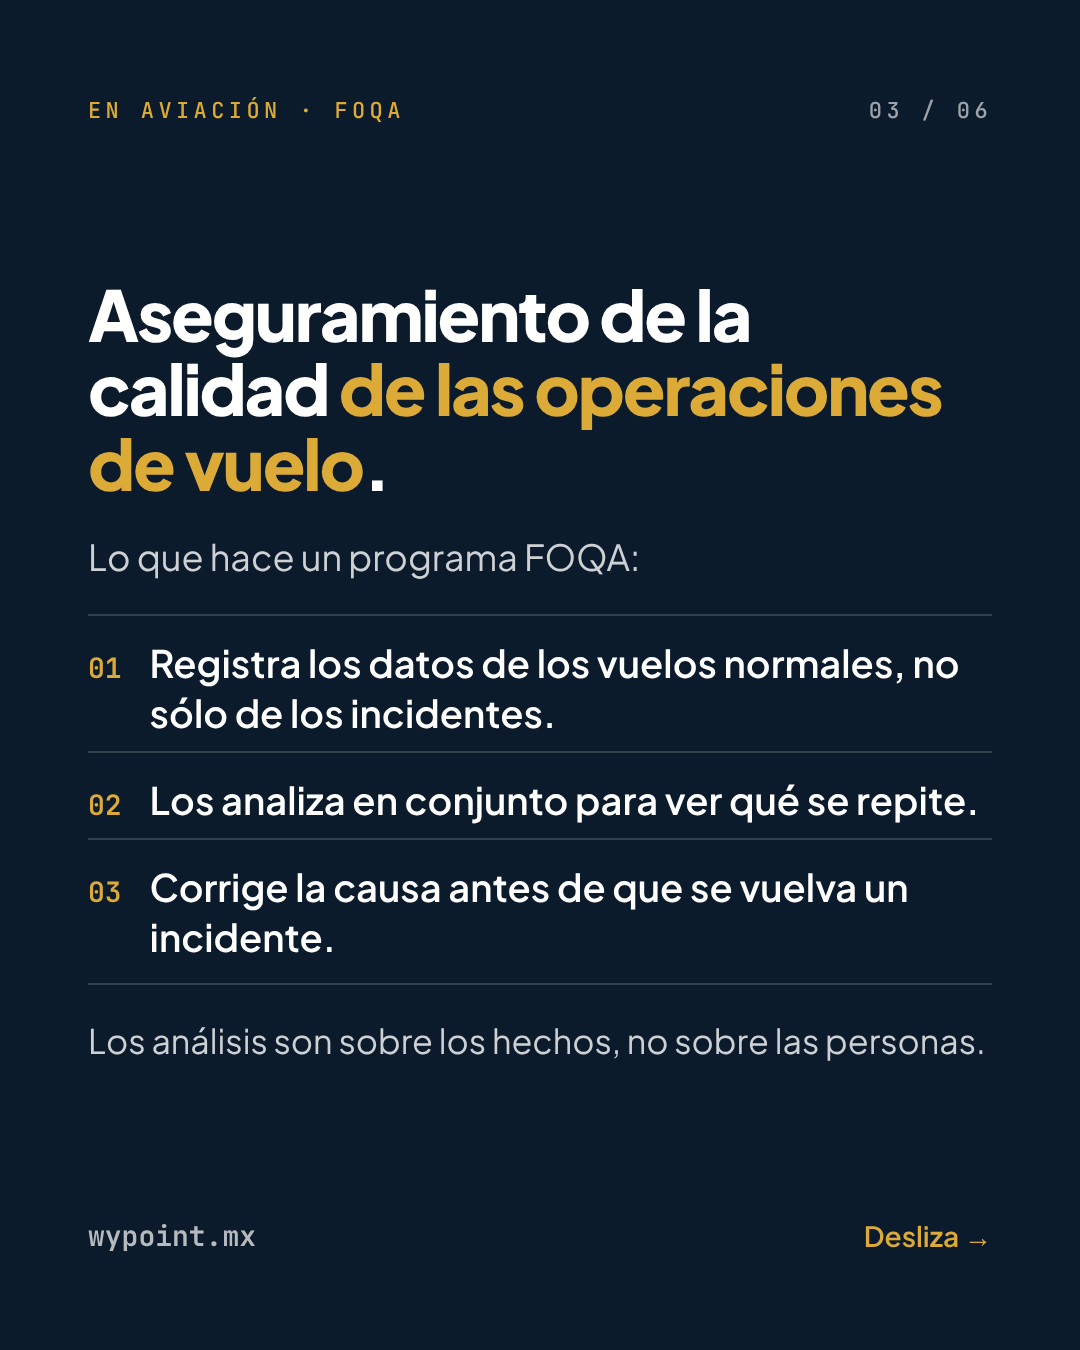 EN AVIACIÓN · FOQA
03 / 06
Aseguramiento de la
calidad de las operaciones
de vuelo.
Lo que hace un programa FOQA:
01 Registra los datos de los vuelos normales, no
sólo de los incidentes.
02 Los analiza en conjunto para ver qué se repite.
03 Corrige la causa antes de que se vuelva un
incidente.
Los análisis son sobre los hechos, no sobre las personas.
wypoint.mx
Desliza →